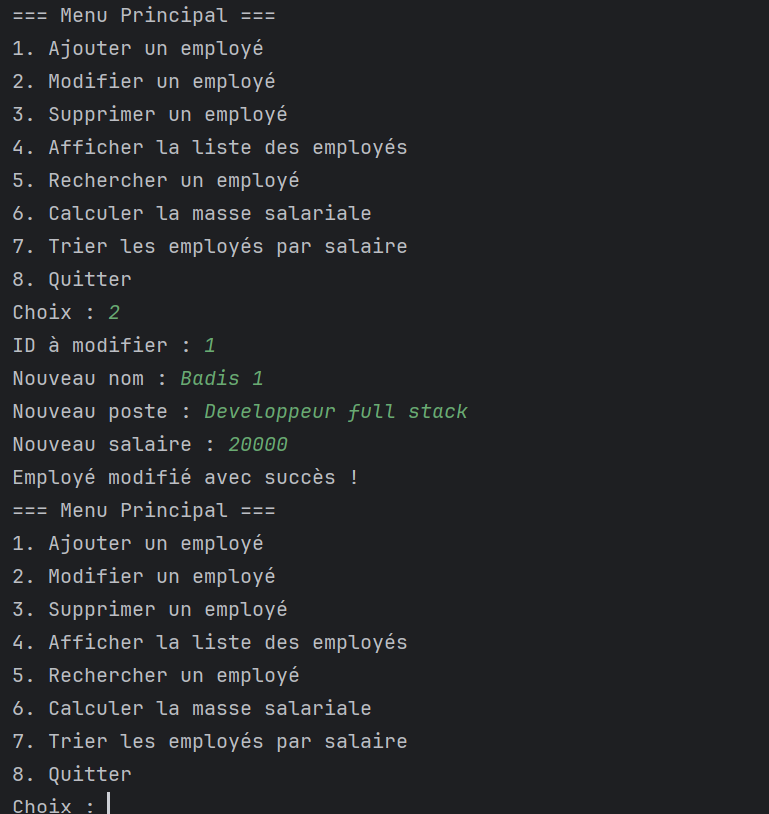 === Menu Principal ===
1. Ajouter un employé
2. Modifier un employé
3. Supprimer un employé
4. Afficher la liste des employés
5. Rechercher un employé
6. Calculer la masse salariale
7. Trier les employés par salaire
8. Quitter
Choix : 2
ID à modifier : 1
Nouveau nom : Badis 1
Nouveau poste : Developpeur full stack
Nouveau salaire : 20000
Employé modifié avec succès !
=== Menu Principal ===
1. Ajouter un employé
2. Modifier un employé
3. Supprimer un employé
4. Afficher la liste des employés
5. Rechercher un employé
6. Calculer la masse salariale
7. Trier les employés par salaire
8. Quitter
Choix :